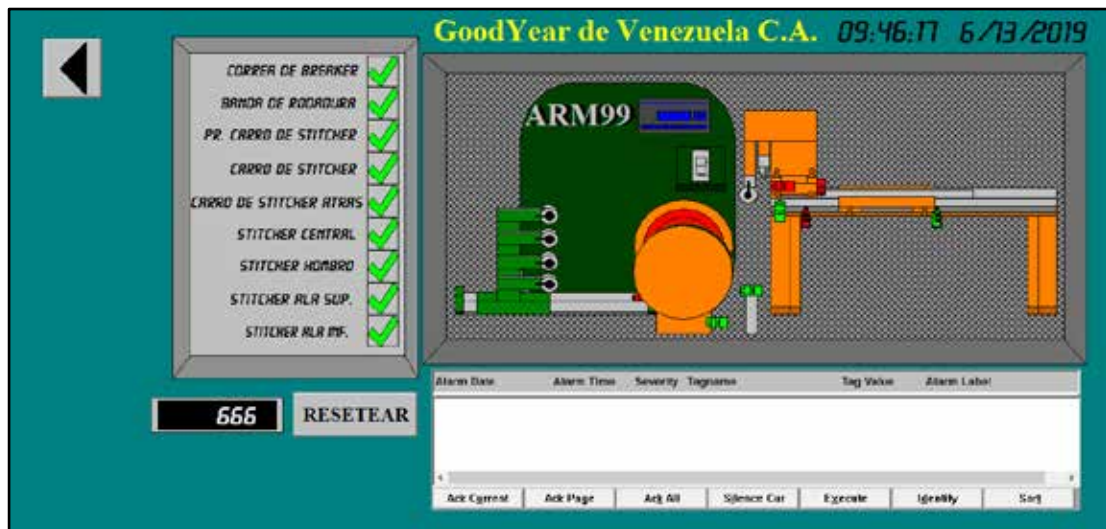 GoodYear de Venezuela C.A. 09:46:17 6/13/2019
CORREA DE BREAKER
BANDA DE RODADURA
PR. CARRO DE STITCHER
CARRO DE STITCHER
CARRO DE STITCHER ATRAS
STITCHER CENTRAL
STITCHER HOMBRO
STITCHER ALA SUP.
STITCHER ALA INF.
ARM99
666 RESETEAR
Alarm Date Alarm Time Severity Tagname Tag Value Alarm Label
Ack Current Ack Page Ack All Silence Cur Execute Identify Sort